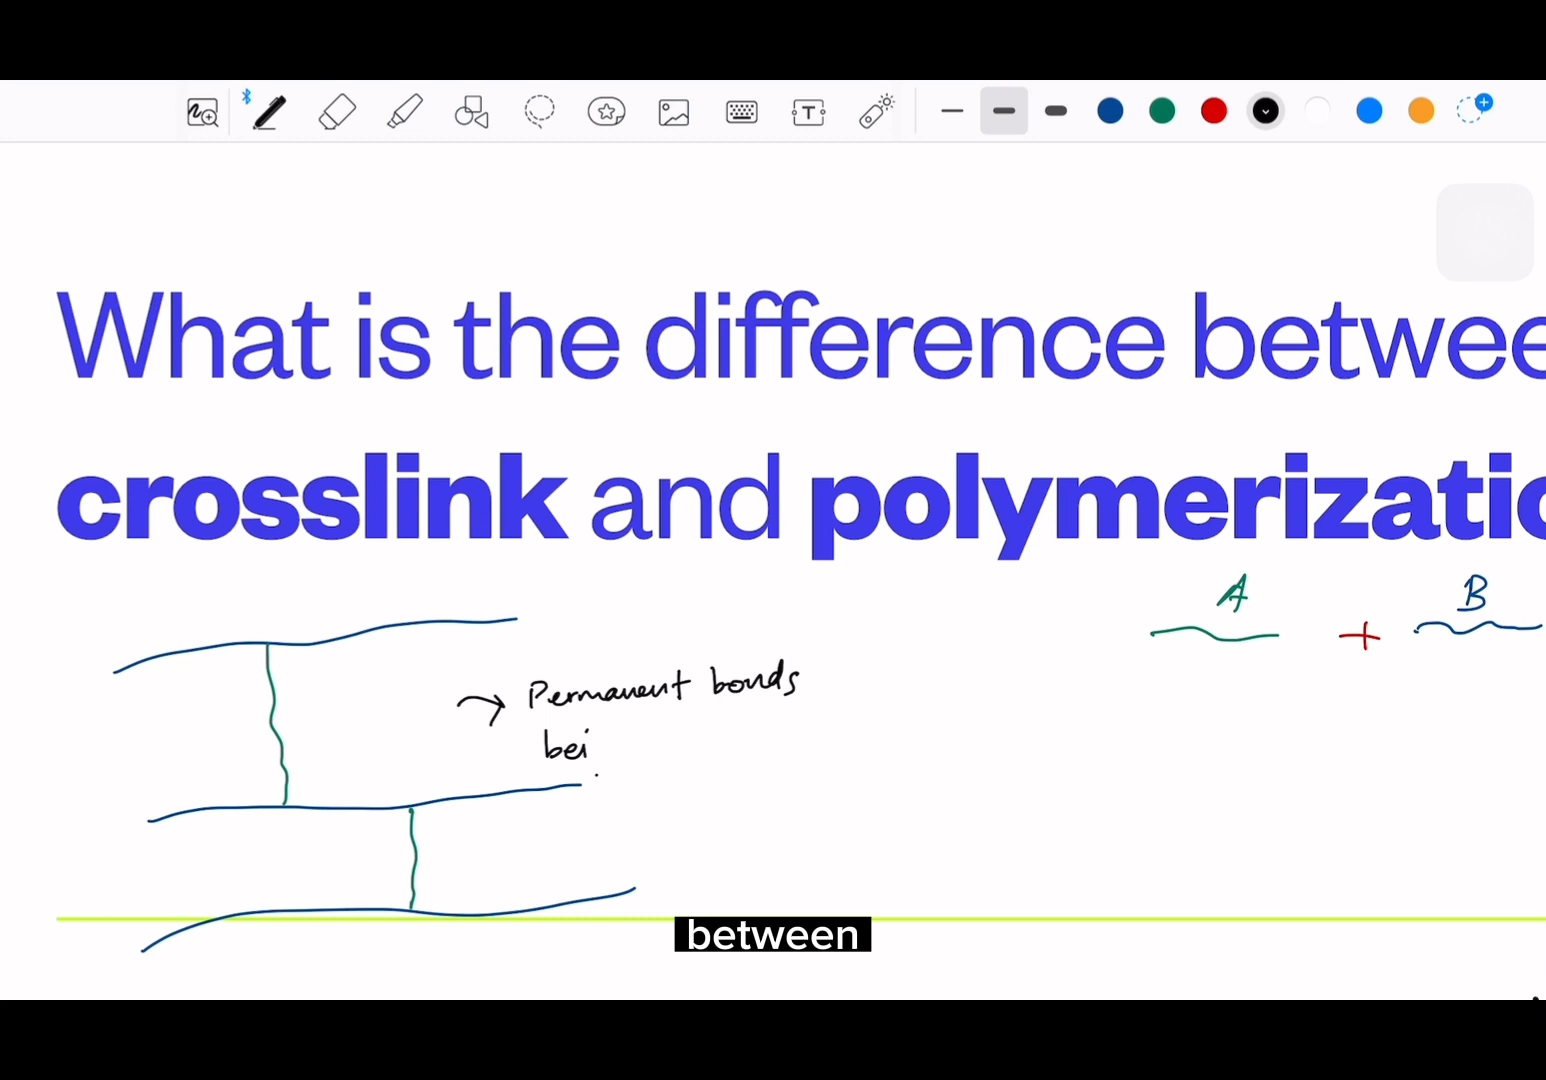 What is the difference betwee
crosslink and polymerizatio
A
B
+
Permanent bonds
bei
between